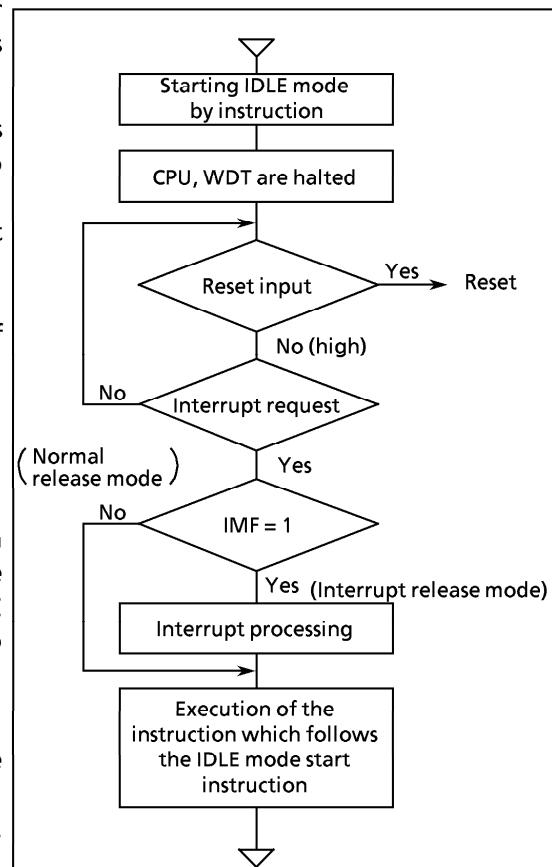 Starting IDLE mode
by instruction
CPU, WDT are halted
Reset input
Yes
Reset
No (high)
No
Interrupt request
(Normal
release mode)
Yes
No
IMF = 1
Yes (Interrupt release mode)
Interrupt processing
Execution of the
instruction which follows
the IDLE mode start
instruction